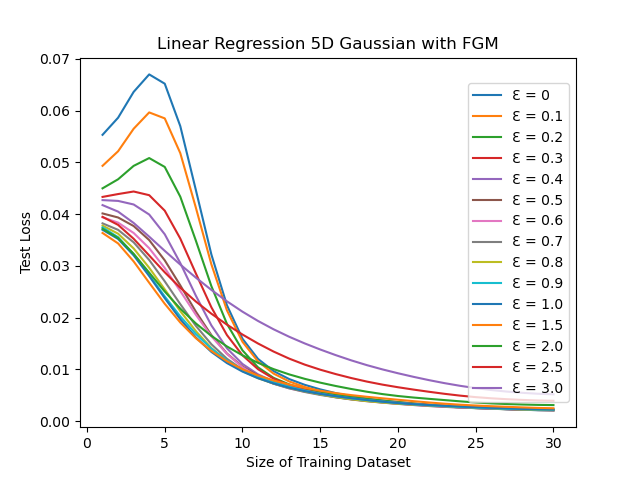 Linear Regression 5D Gaussian with FGM
0.07
0.06
0.05
0.04
0.03
0.02
0.01
0.00
Test Loss
ℇ = 0
ℇ = 0.1
ℇ = 0.2
ℇ = 0.3
ℇ = 0.4
ℇ = 0.5
ℇ = 0.6
ℇ = 0.7
ℇ = 0.8
ℇ = 0.9
ℇ = 1.0
ℇ = 1.5
ℇ = 2.0
ℇ = 2.5
ℇ = 3.0
0 5 10 15 20 25 30
Size of Training Dataset